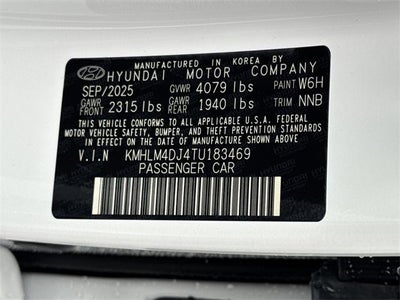 MANUFACTURED IN KOREA BY
HYUNDAI MOTOR COMPANY
SEP/2025 GVWR 4079 lbs PAINT W6H
GAWR FRONT 2315 lbs GAWR REAR 1940 lbs TRIM NNB
THIS VEHICLE CONFORMS TO ALL APPLICABLE U.S.A. FEDERAL
MOTOR VEHICLE SAFETY, BUMPER, AND THEFT PREVENTION STANDARDS
IN EFFECT ON THE DATE OF MANUFACTURE SHOWN ABOVE.
V.I.N KMHLM4DJ4TU183469
PASSENGER CAR